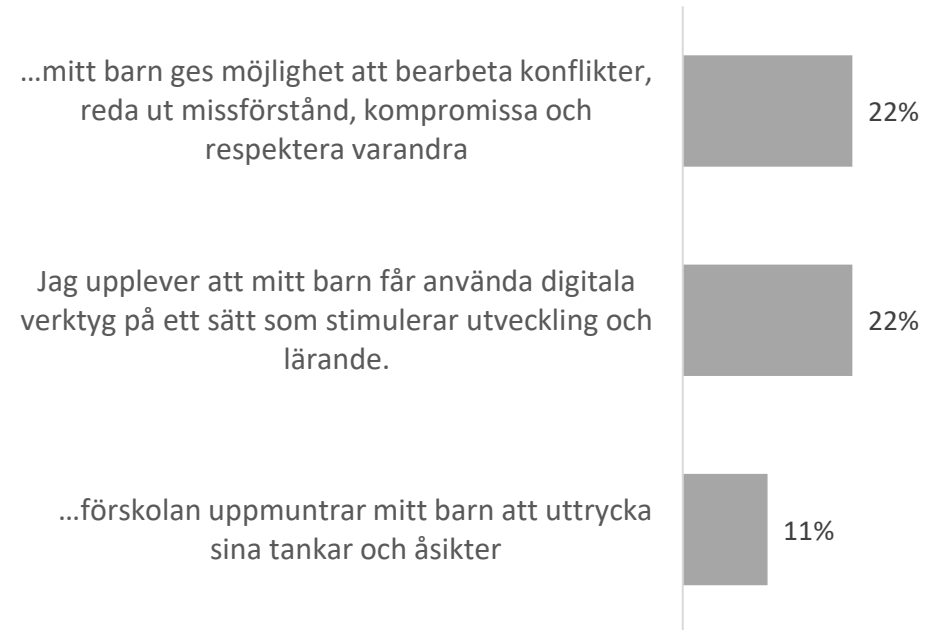 …mitt barn ges möjlighet att bearbeta konflikter,
reda ut missförstånd, kompromissa och
respektera varandra
22%
Jag upplever att mitt barn får använda digitala
verktyg på ett sätt som stimulerar utveckling och
lärande.
22%
…förskolan uppmuntrar mitt barn att uttrycka
sina tankar och åsikter
11%